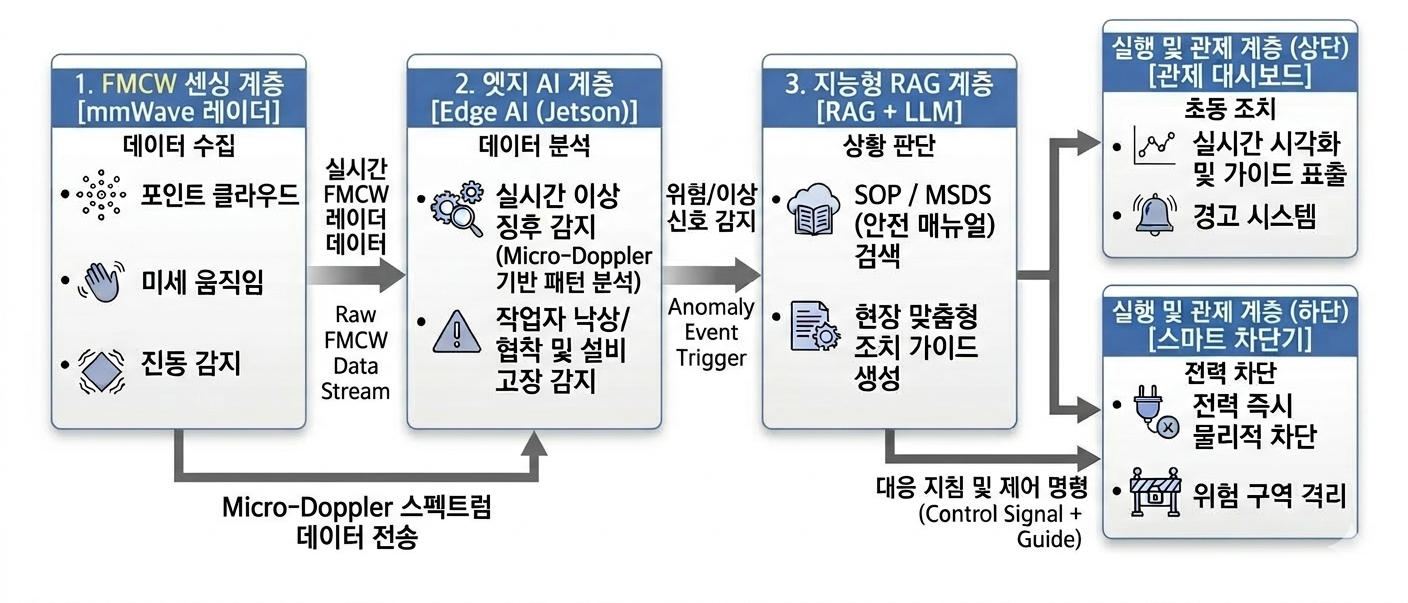 1. FMCW 센싱 계층
[mmWave 레이더]
데이터 수집
포인트 클라우드
미세 움직임
진동 감지
실시간
FMCW
레이더
데이터
Raw
FMCW
Data
Stream
2. 엣지 AI 계층
[Edge AI (Jetson)]
데이터 분석
실시간 이상
징후 감지
(Micro-Doppler
기반 패턴 분석)
작업자 낙상/
협착 및 설비
고장 감지
Micro-Doppler 스펙트럼
데이터 전송
위험/이상
신호 감지
Anomaly
Event
Trigger
3. 지능형 RAG 계층
[RAG + LLM]
상황 판단
SOP / MSDS
(안전 매뉴얼)
검색
현장 맞춤형
조치 가이드
생성
대응 지침 및 제어 명령
(Control Signal +
Guide)
실행 및 관제 계층 (상단)
[관제 대시보드]
초동 조치
실시간 시각화
및 가이드 표출
경고 시스템
실행 및 관제 계층 (하단)
[스마트 차단기]
전력 차단
전력 즉시
물리적 차단
위험 구역 격리